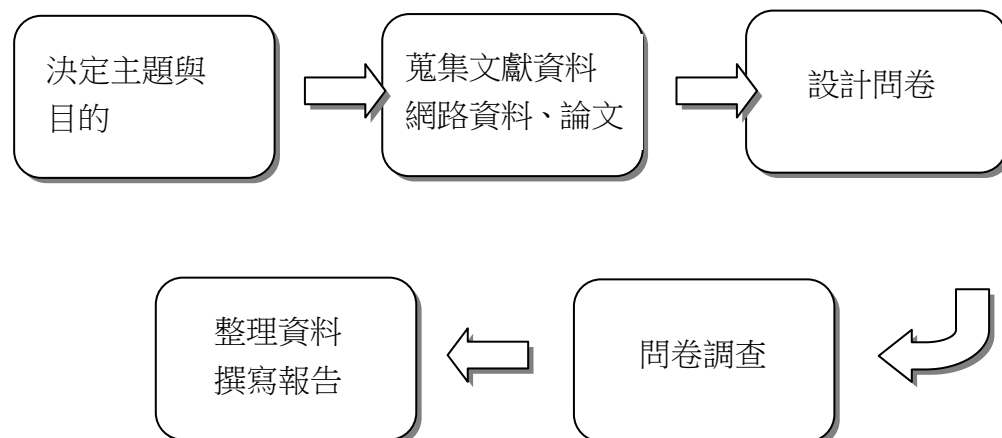 決定主題與
目的
蒐集文獻資料
網路資料、論文
設計問卷
問卷調查
整理資料
撰寫報告